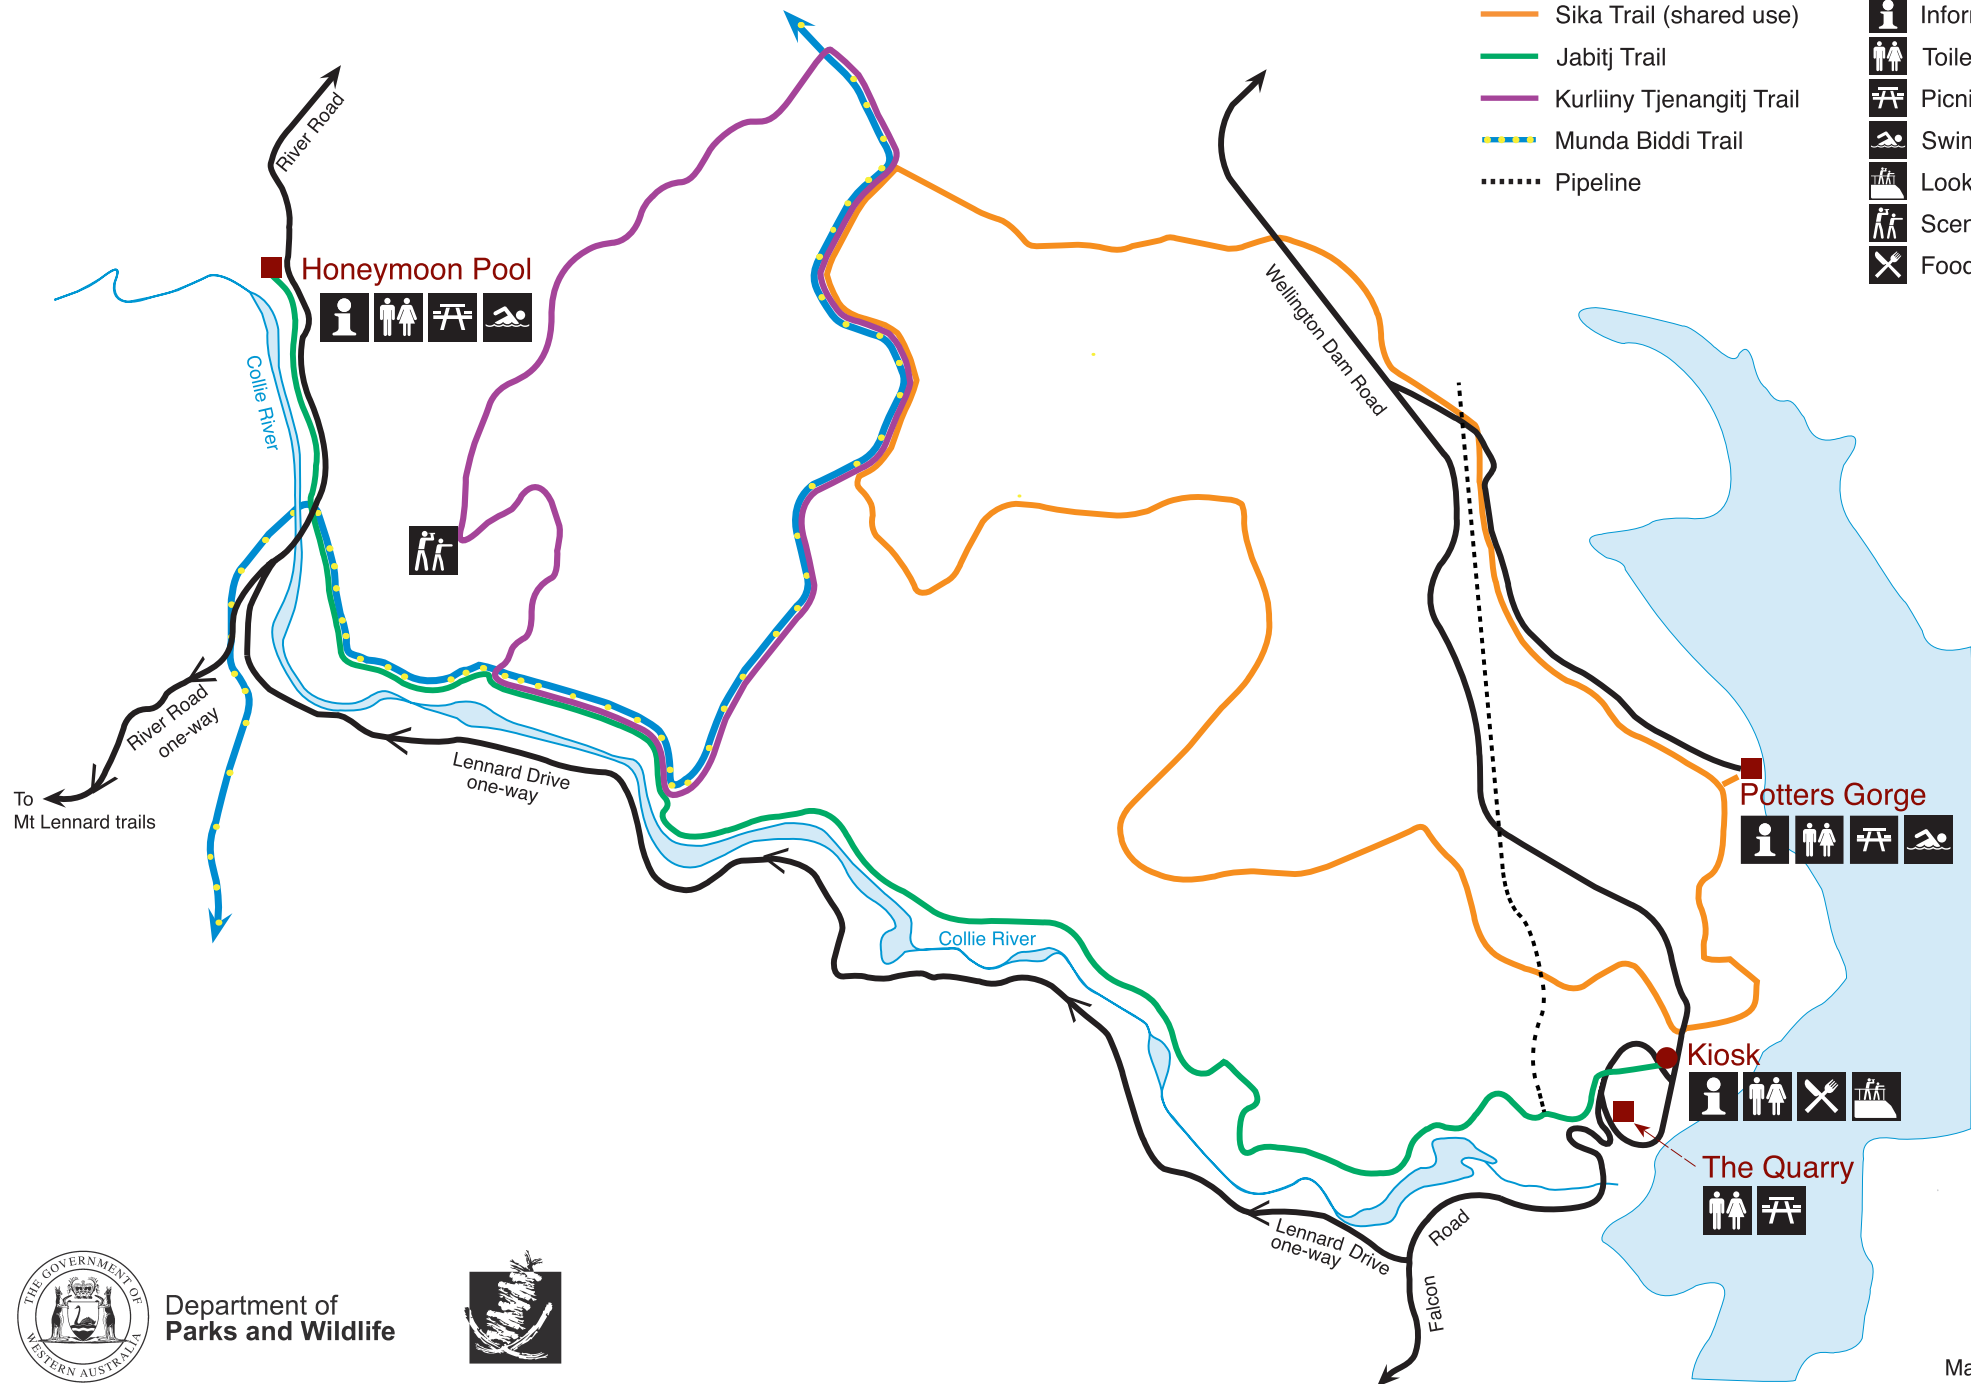 Sika Trail (shared use)
Jabitj Trail
Kurliiny Tjenangitj Trail
Munda Biddi Trail
Pipeline
Infor
Toile
Picni
Swin
Look
Scen
Food
River Road
Honeymoon Pool
Collie River
Wellington Dam Road
River Road
one-way
To
Mt Lennard trails
Lennard Drive
one-way
Potters Gorge
Collie River
Kiosk
The Quarry
Lennard Drive
one-way
Road
Falcon
THE GOVERNMENT OF
WESTERN AUSTRALIA
Department of
Parks and Wildlife
Ma